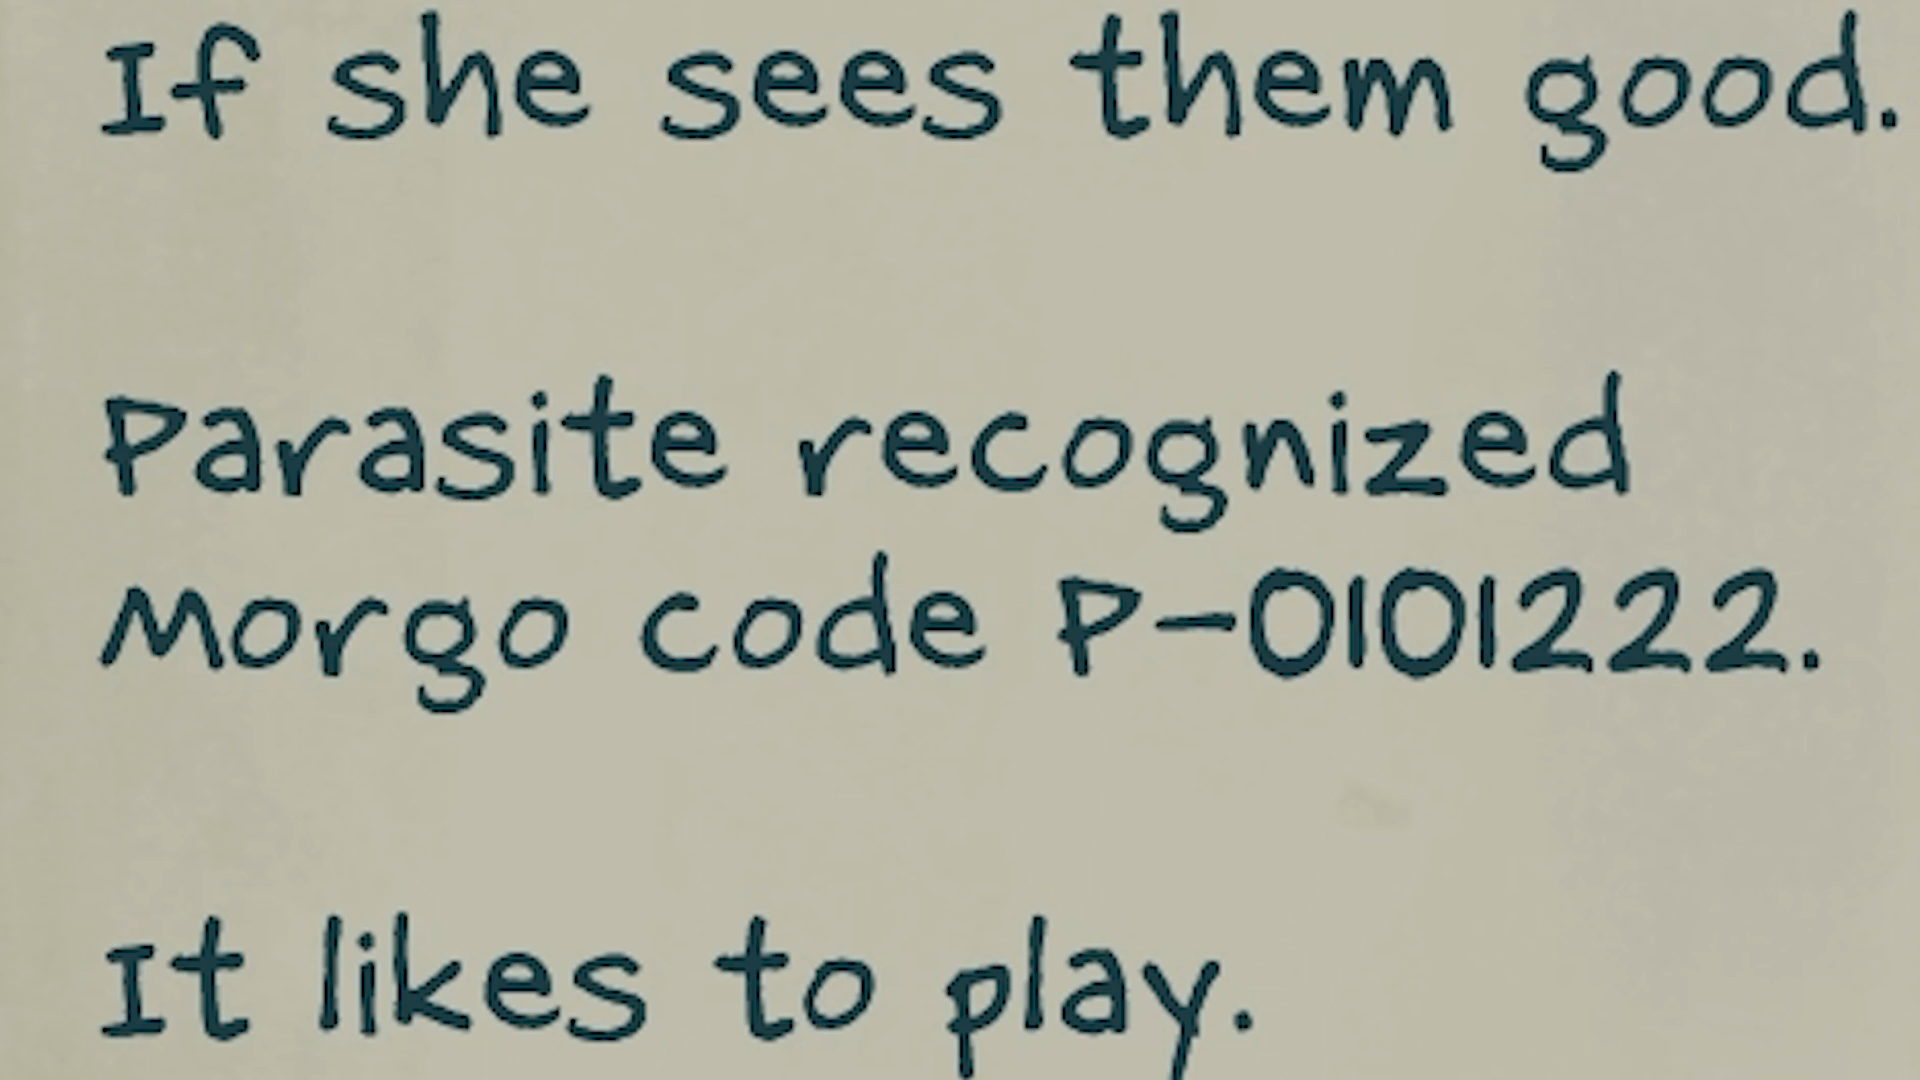 If she sees them good.
Parasite recognized
Morgo code P-0101222.
It likes to play.